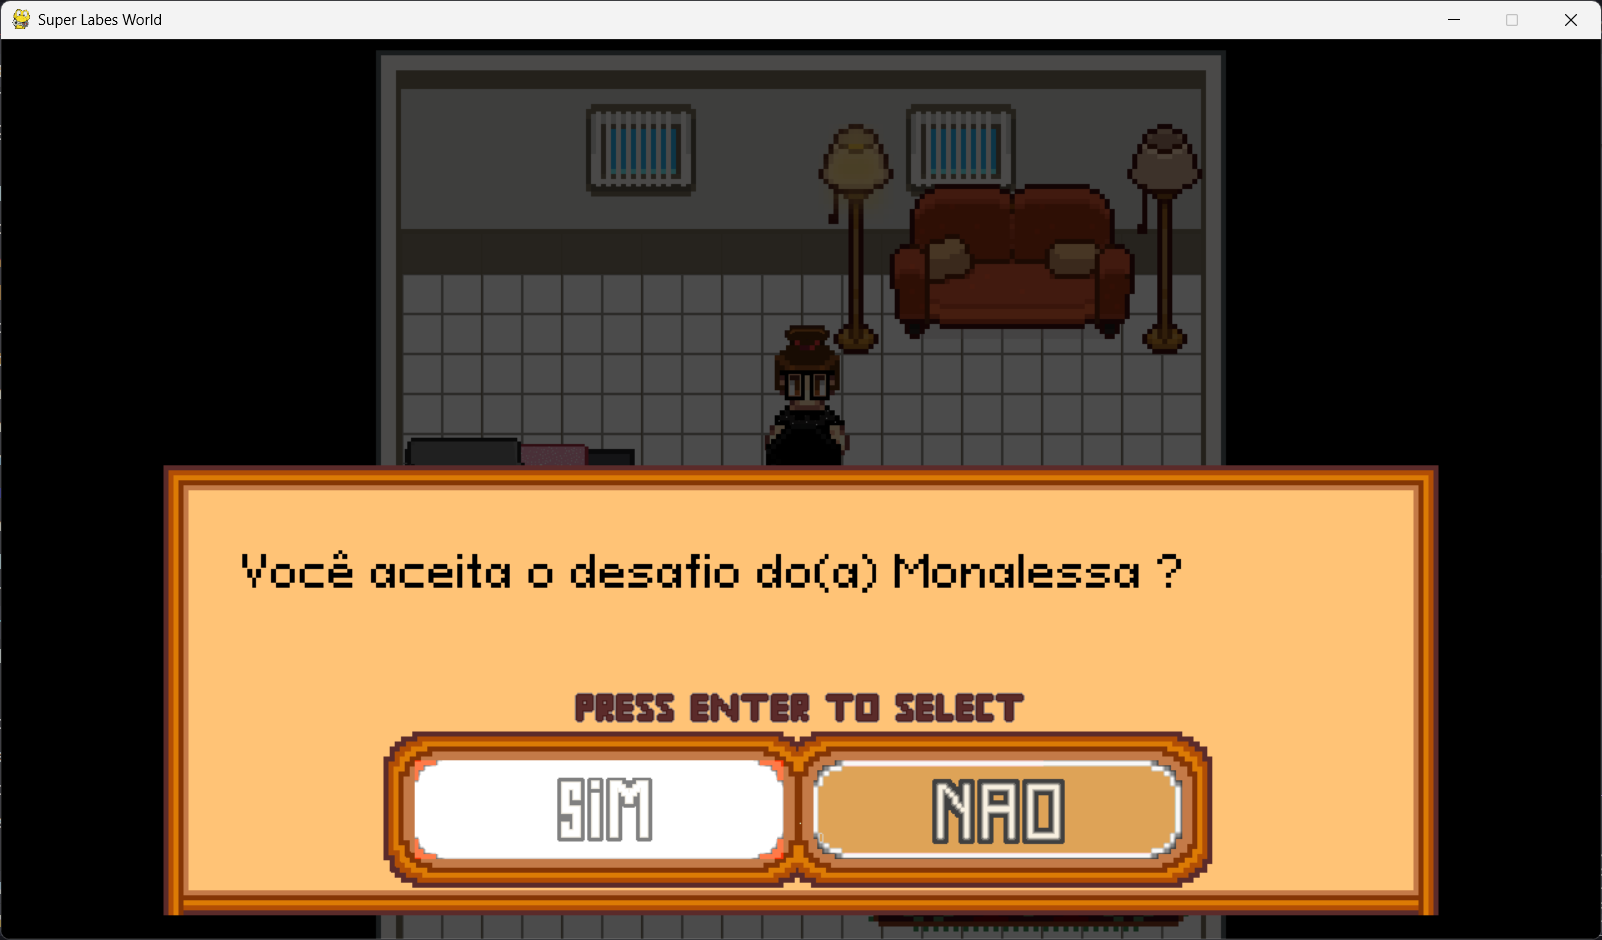 Super Labes World
Você aceita o desafio do(a) Monalessa ?
PRESS ENTER TO SELECT
SiM
NAO